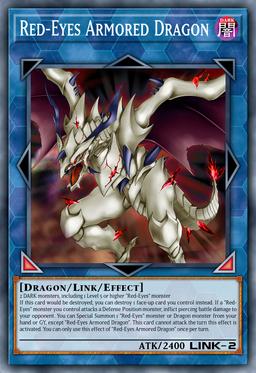 RED-EYES ARMORED DRAGON
DARK
闇
[DRAGON/LINK/EFFECT]
2 DARK monsters, including 1 Level 5 or higher "Red-Eyes" monster
If this card would be destroyed, you can destroy 1 face-up card you control instead. If a "Red-
Eyes" monster you control attacks a Defense Position monster, inflict piercing battle damage to
your opponent. You can Special Summon 1 "Red-Eyes" monster or Dragon monster from your
hand or GY, except "Red-Eyes Armored Dragon". This card cannot attack the turn this effect is
activated. You can only use this effect of "Red-Eyes Armored Dragon" once per turn.
ATK/2400 LINK-2